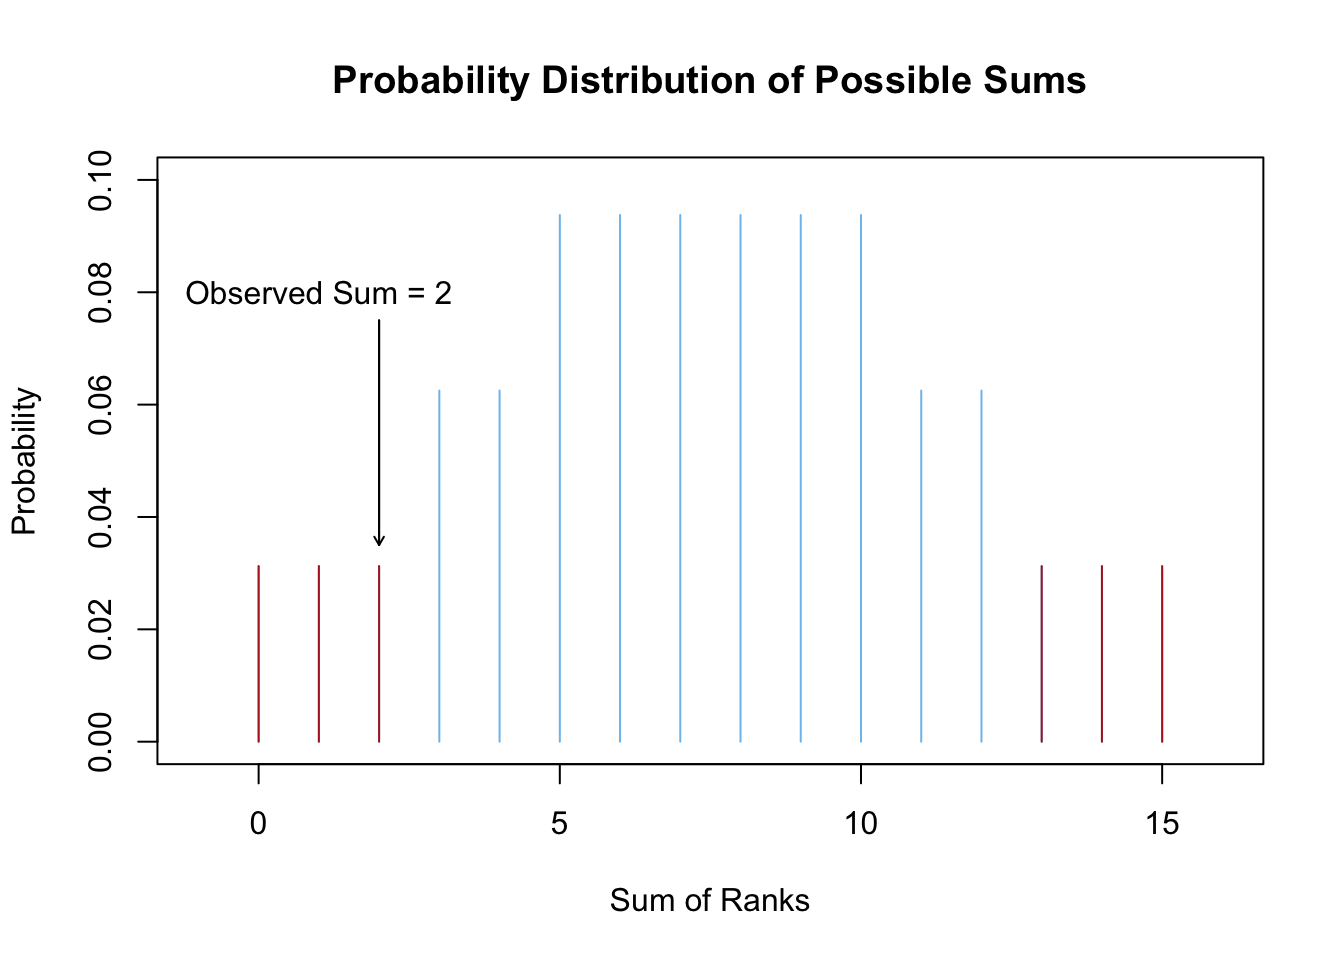 Probability Distribution of Possible Sums
0.10
0.08
0.06
0.04
0.02
0.00
Probability
Observed Sum = 2
0 5 10 15
Sum of Ranks